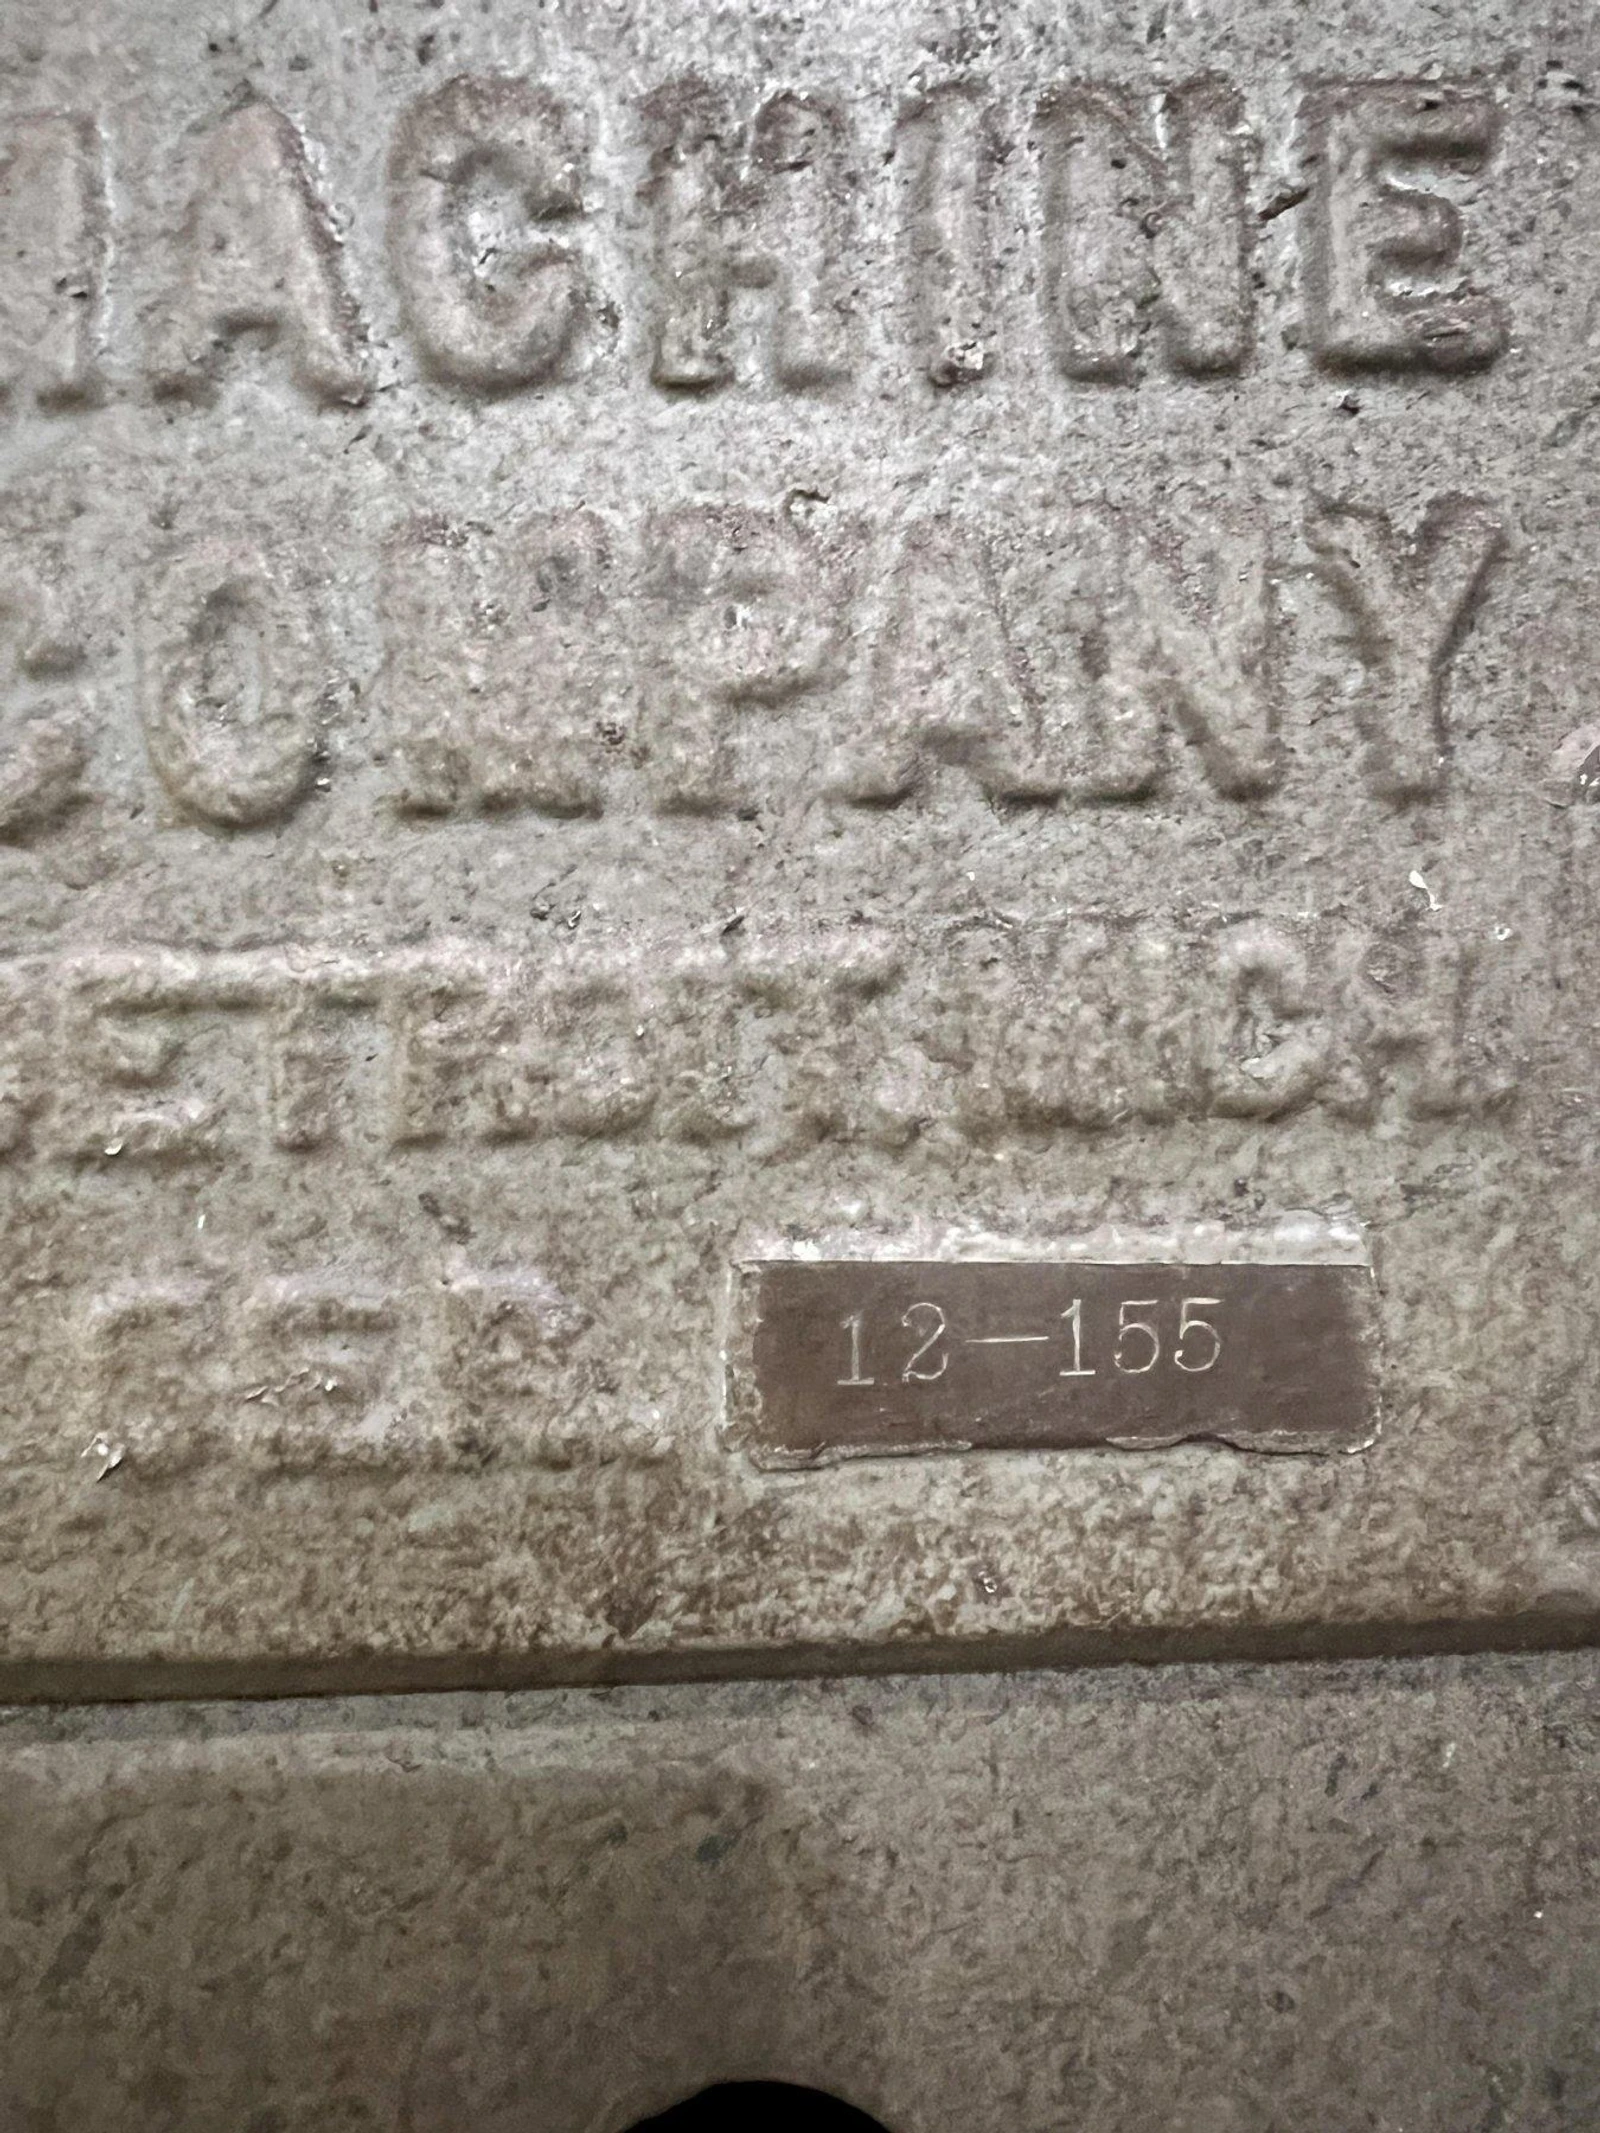 MACHINE
COMPANY
DETROIT, MICH
12-155